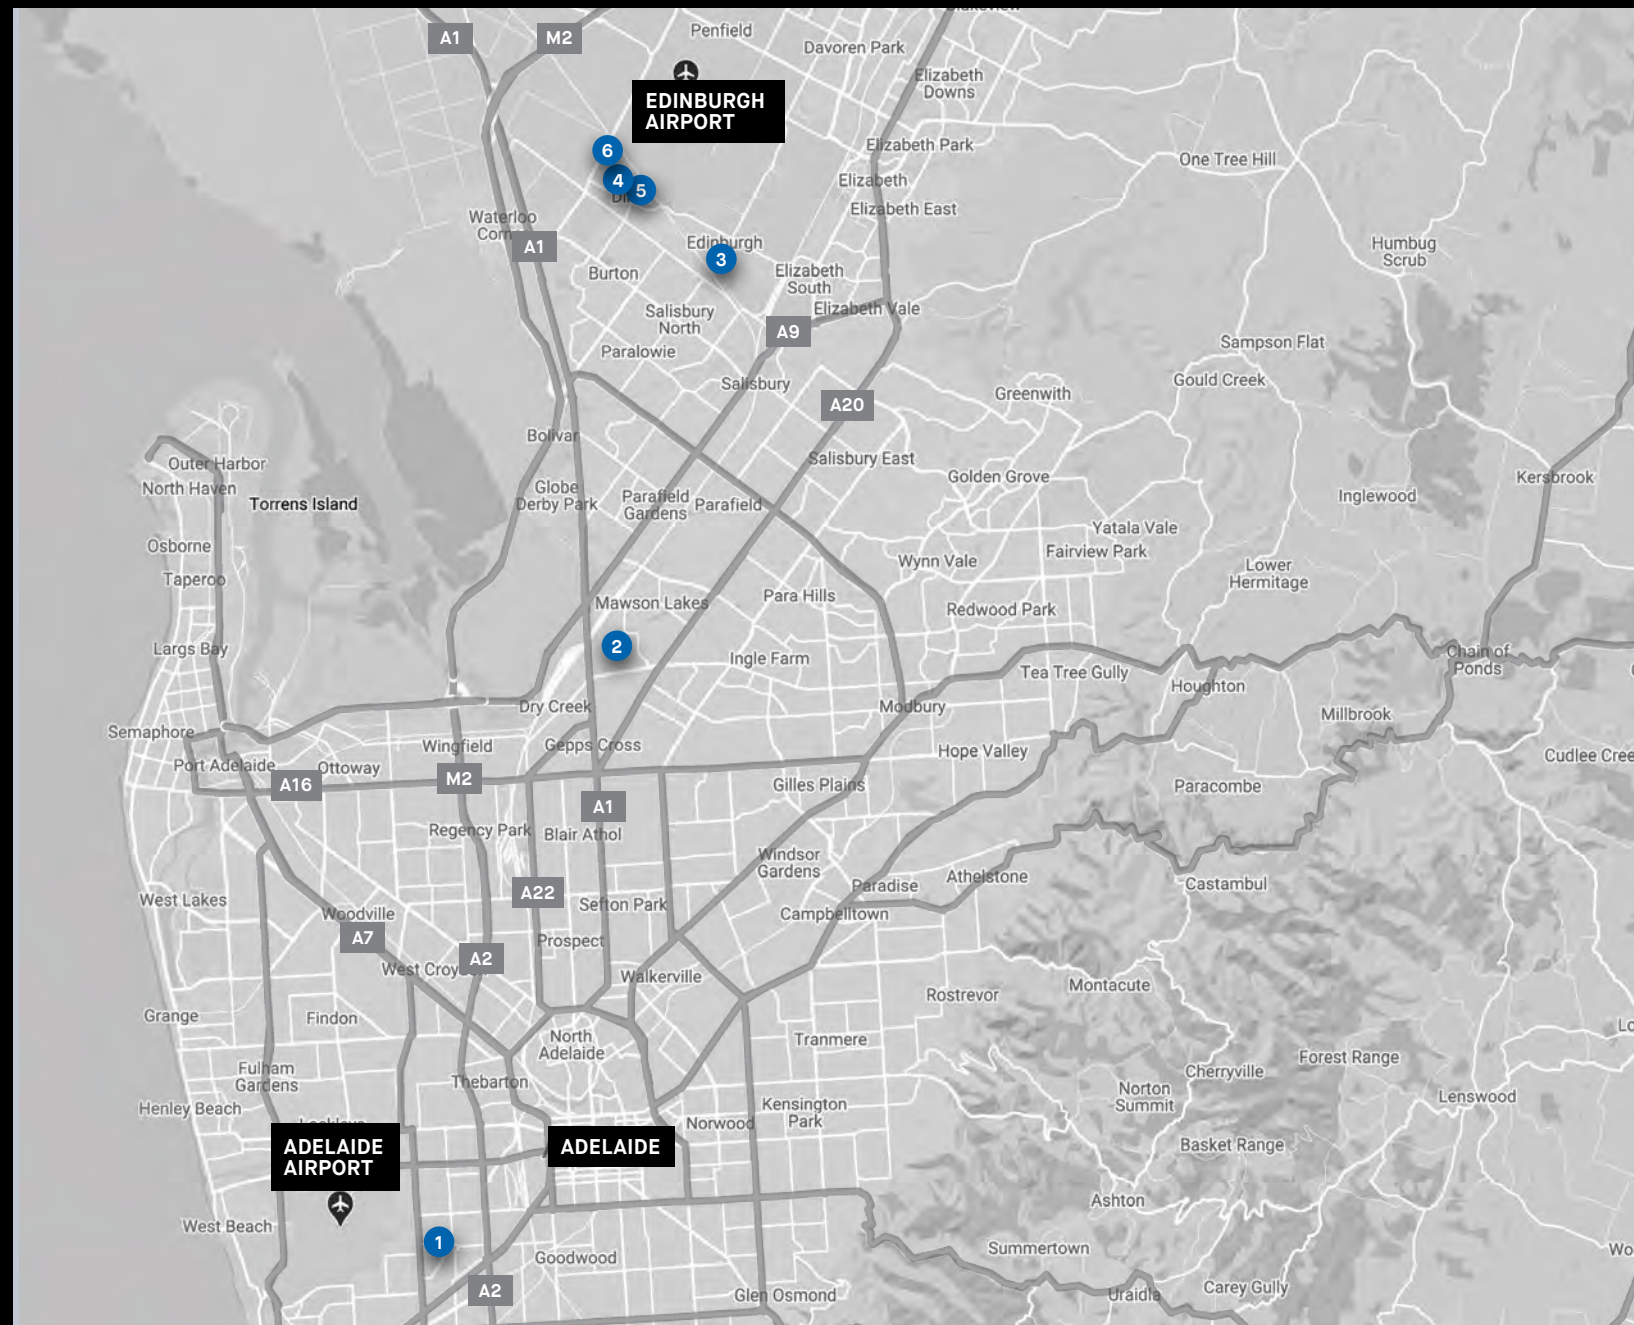 Blakeview
A1
M2
Penfield
Davoren Park
Elizabeth
Downs
EDINBURGH
AIRPORT
6
Elizabeth Park
One Tree Hill
4
5
Elizabeth
Elizabeth East
Waterloo
A1
Edinburgh
3
Humbug
Scrub
Burton
Elizabeth
South
Elizabeth Vale
Salisbury
North
A9
Sampson Flat
Paralowie
Salisbury
Gould Creek
Greenwith
A20
Bolivar
Outer Harbor
Salisbury East
North Haven
Golden Grove
Kersbrook
Torrens Island
Globe
Derby Park
Parafield
Gardens
Parafield
Inglewood
Yatala Vale
Osborne
Fairview Park
Wynn Vale
Taperoo
Lower
Hermitage
Mawson Lakes
Para Hills
Redwood Park
Largs Bay
2
Ingle Farm
Tea Tree Gully
Chain of
Ponds
Houghton
Dry Creek
Modbury
Millbrook
Semaphore
Wingfield
Gepps Cross
Hope Valley
Cudlee Cree
Port Adelaide
Ottoway
A16
M2
Gilles Plains
Paracombe
A1
Regency Park
Blair Athol
Windsor
Gardens
West Lakes
A22
Paradise
Athelstone
Castambul
Sefton Park
Woodville
Campbelltown
A7
Prospect
A2
West Croy
Walkerville
Montacute
Rostrevor
Grange
Findon
North
Adelaide
Tranmere
Forest Range
Fulham
Gardens
Thebarton
Cherryville
Henley Beach
Norton
Summit
Lenswood
Kensington
Park
Norwood
ADELAIDE
AIRPORT
ADELAIDE
Basket Range
Ashton
West Beach
1
Goodwood
Summertown
A2
Glen Osmond
Uraidla
Carey Gully